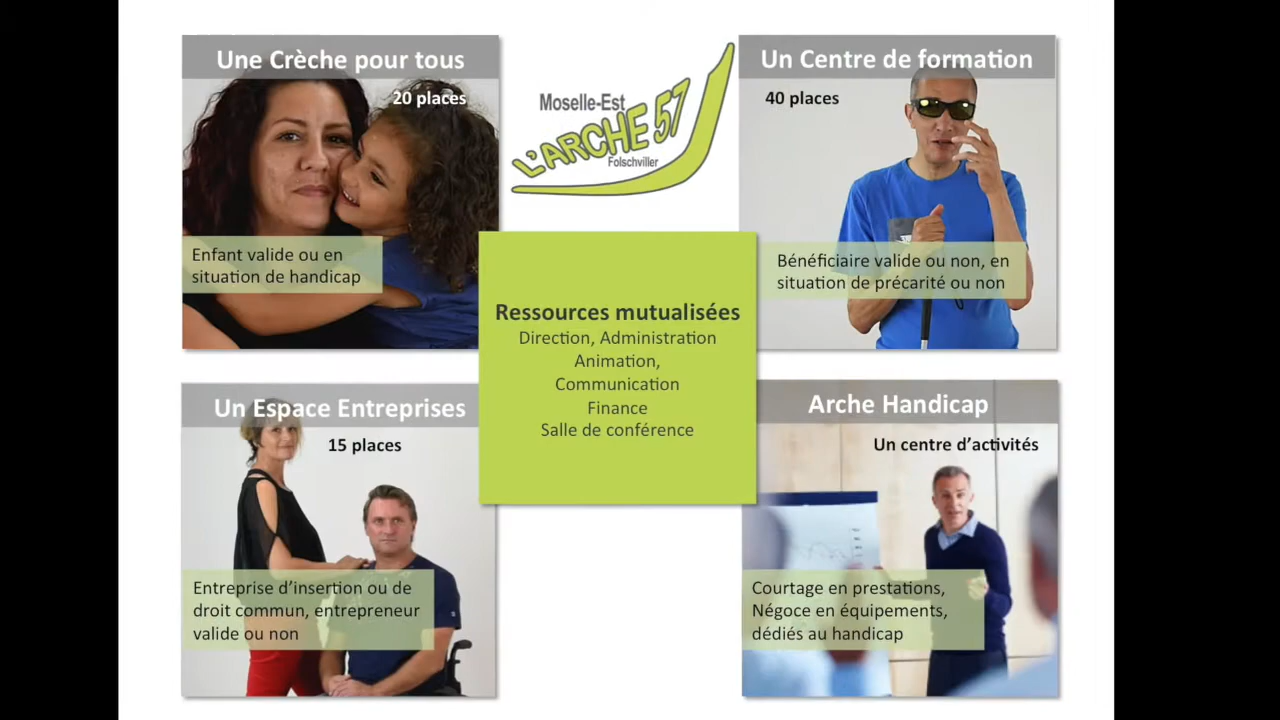 Une Crèche pour tous
20 places
Enfant valide ou en
situation de handicap
Moselle-Est
L'ARCHE 57
Folschviller
Un Centre de formation
40 places
Bénéficiaire valide ou non, en
situation de précarité ou non
Ressources mutualisées
Direction, Administration
Animation,
Communication
Finance
Salle de conférence
Un Espace Entreprises
15 places
Entreprise d'insertion ou de
droit commun, entrepreneur
valide ou non
Arche Handicap
Un centre d'activités
Courtage en prestations,
Négoce en équipements,
dédiés au handicap